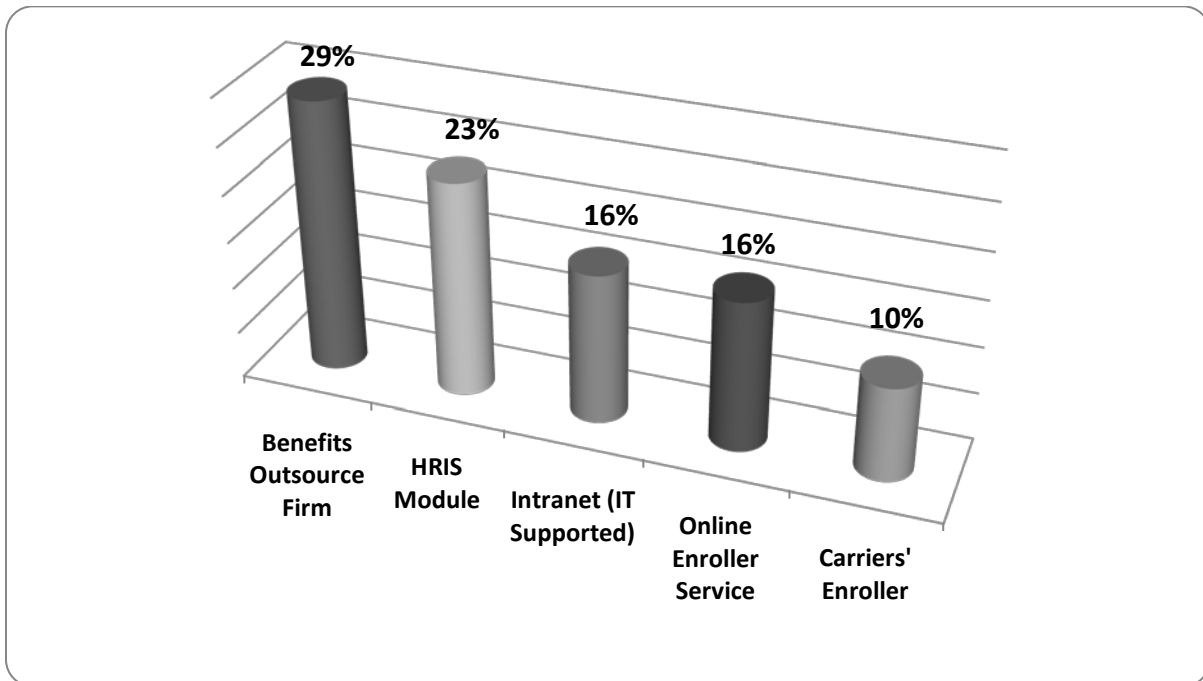 29%
23%
16%
16%
10%
Benefits
Outsource
Firm
HRIS
Module
Intranet (IT
Supported)
Online
Enroller
Service
Carriers'
Enroller